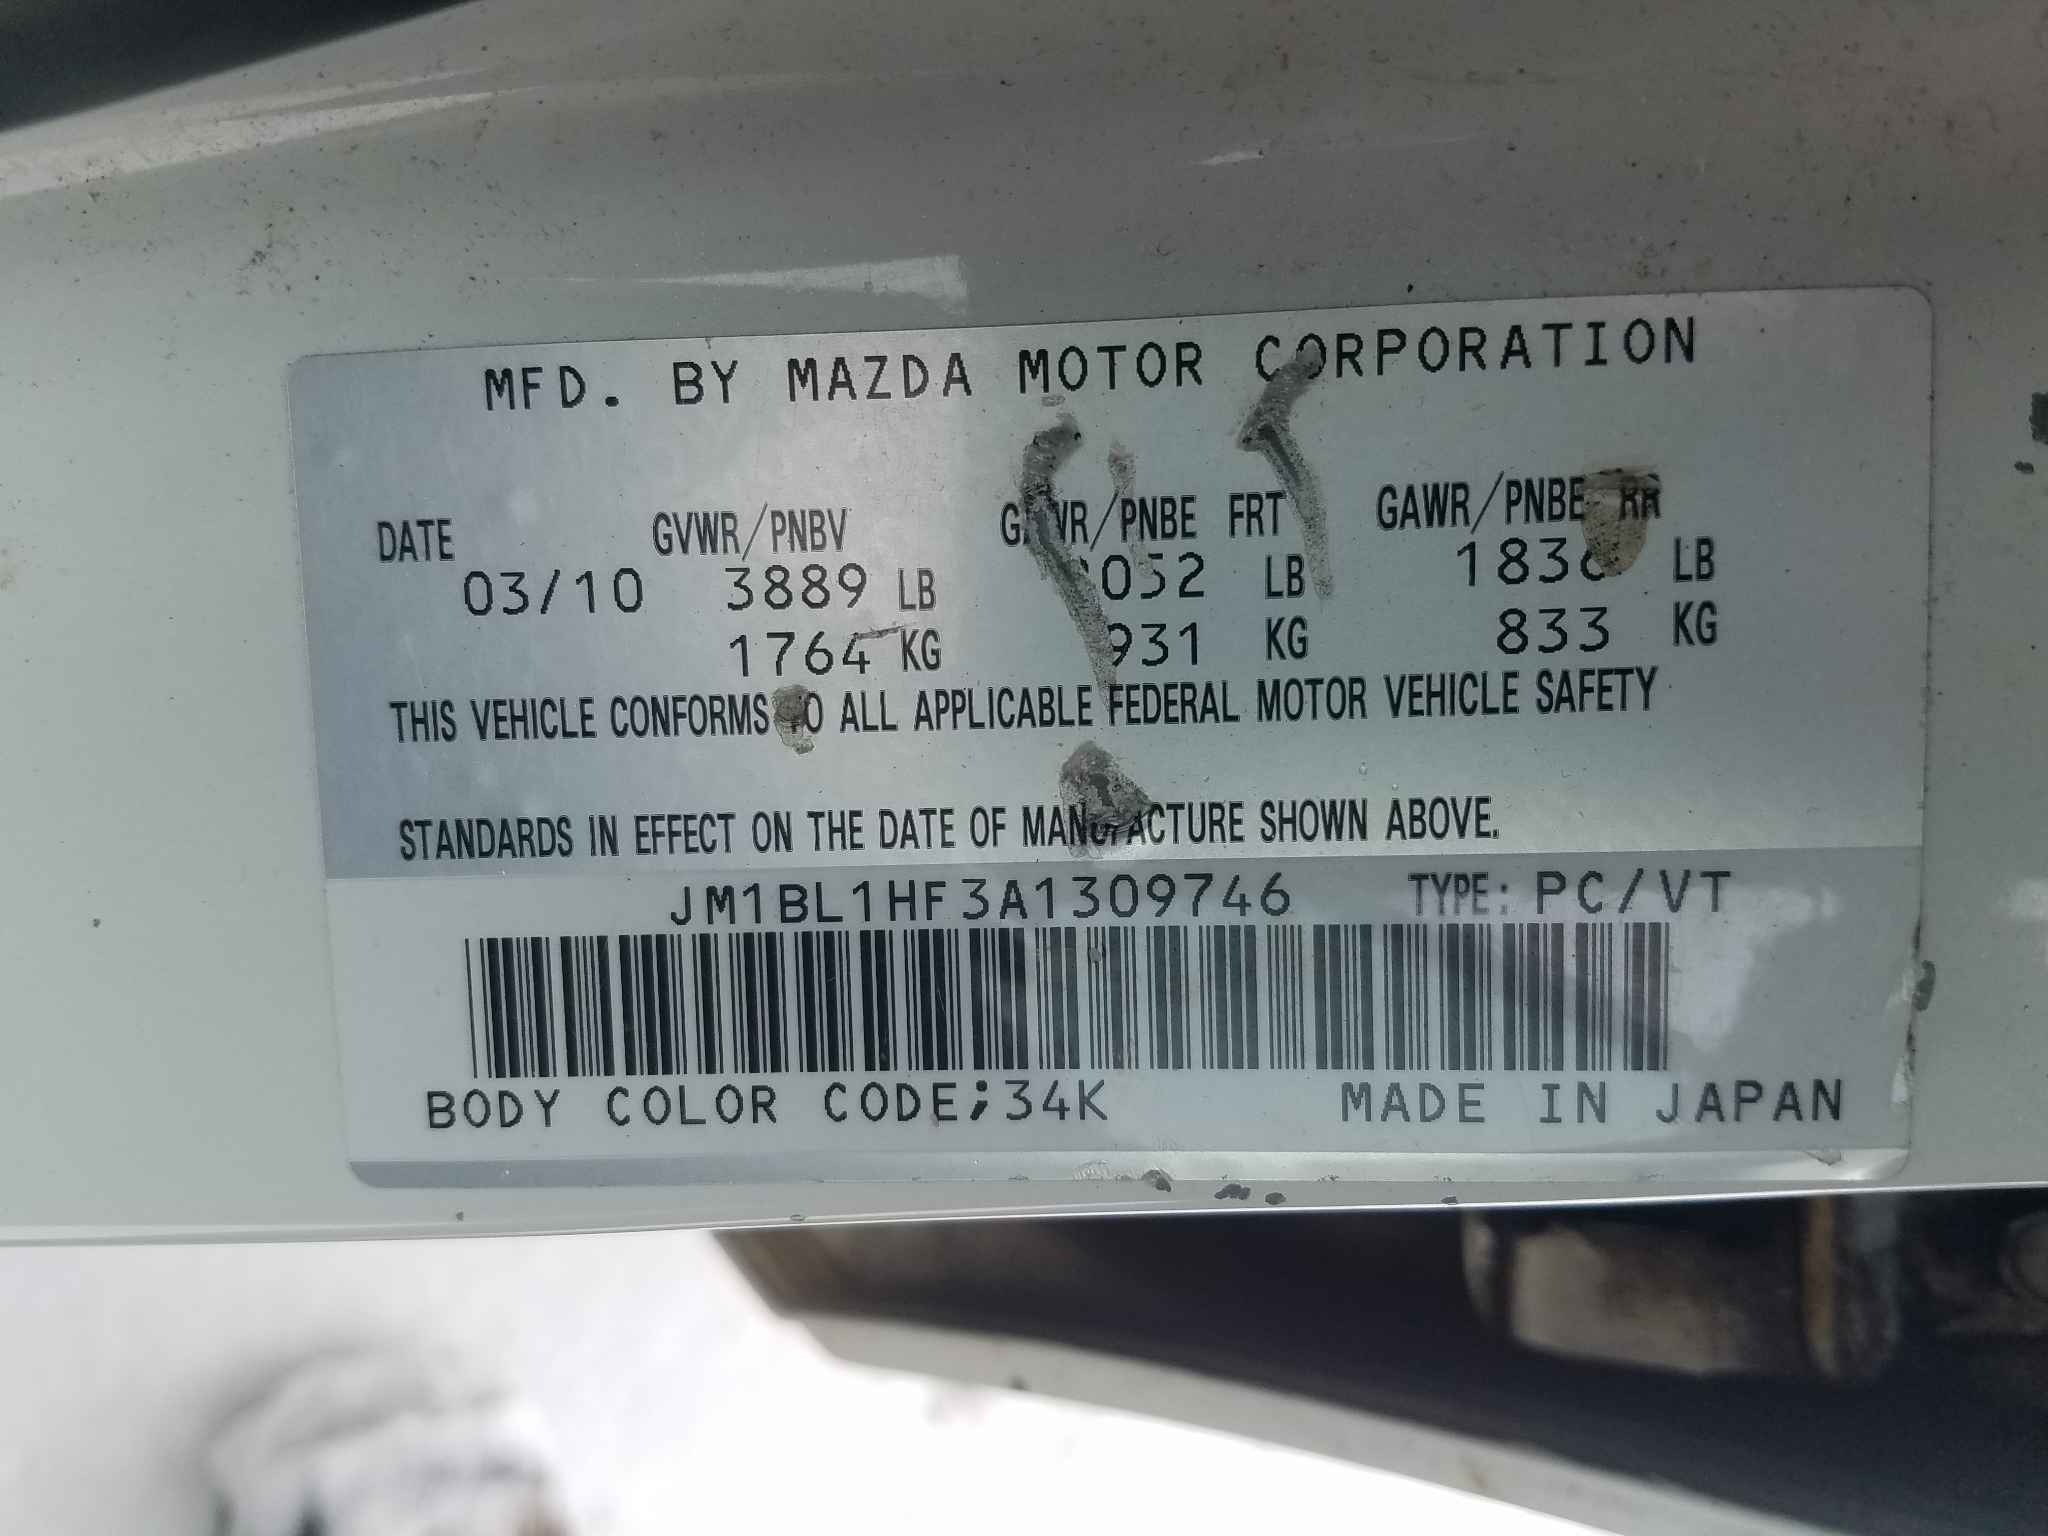 MFD. BY MAZDA MOTOR CORPORATION
DATE GVWR/PNBV GAWR/PNBE FRT GAWR/PNBE RR
03/10 3889 LB LB LB
1764 KG 931 KG 833 KG
THIS VEHICLE CONFORMS TO ALL APPLICABLE FEDERAL MOTOR VEHICLE SAFETY
STANDARDS IN EFFECT ON THE DATE OF MANUFACTURE SHOWN ABOVE.
JM1BL1HF3A1309746 TYPE: PC/VT
BODY COLOR CODE;34K MADE IN JAPAN